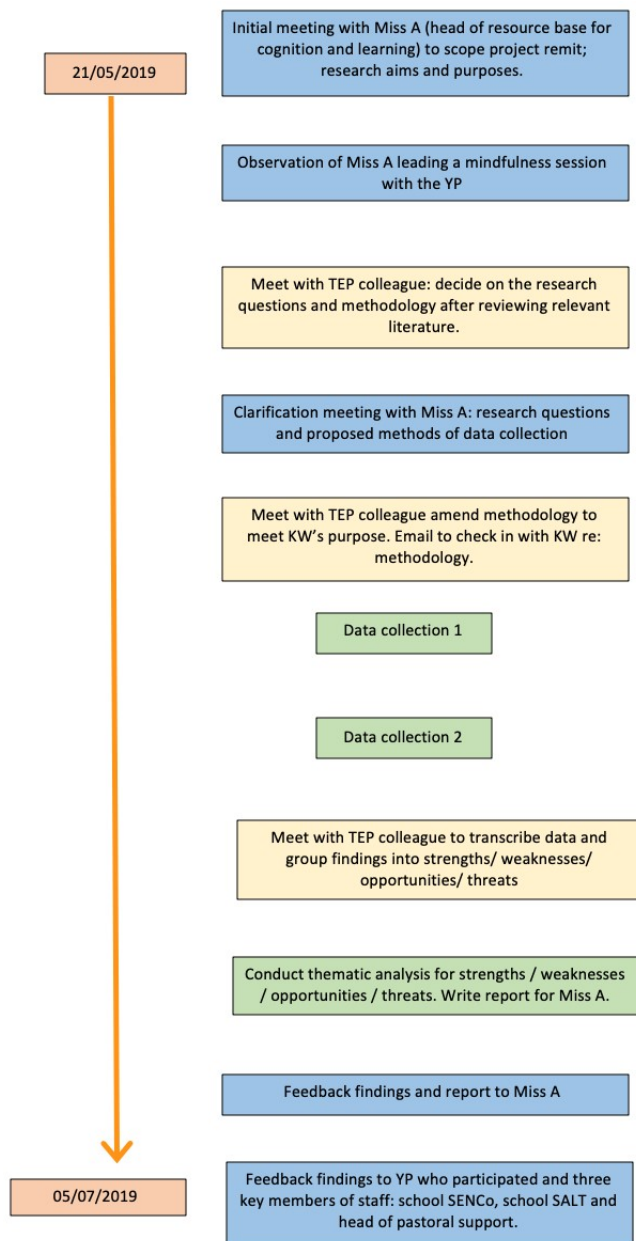 Initial meeting with Miss A (head of resource base for
cognition and learning) to scope project remit;
research aims and purposes.
21/05/2019
Observation of Miss A leading a mindfulness session
with the YP
Meet with TEP colleague: decide on the research
questions and methodology after reviewing relevant
literature.
Clarification meeting with Miss A: research questions
and proposed methods of data collection
Meet with TEP colleague amend methodology to
meet KW's purpose. Email to check in with KW re:
methodology.
Data collection 1
Data collection 2
Meet with TEP colleague to transcribe data and
group findings into strengths/ weaknesses/
opportunities/ threats
Conduct thematic analysis for strengths / weaknesses
/ opportunities / threats. Write report for Miss A.
Feedback findings and report to Miss A
05/07/2019
Feedback findings to YP who participated and three
key members of staff: school SENCo, school SALT and
head of pastoral support.